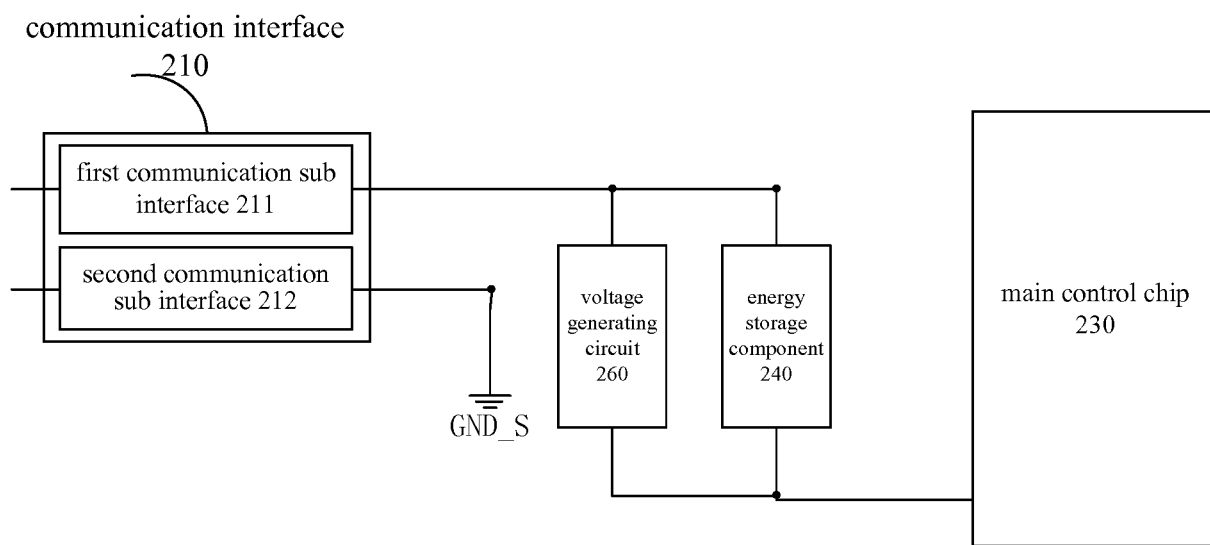 communication interface
210
first communication sub
interface 211
second communication
sub interface 212
GND_S
voltage
generating
circuit
260
energy
storage
component
240
main control chip
230